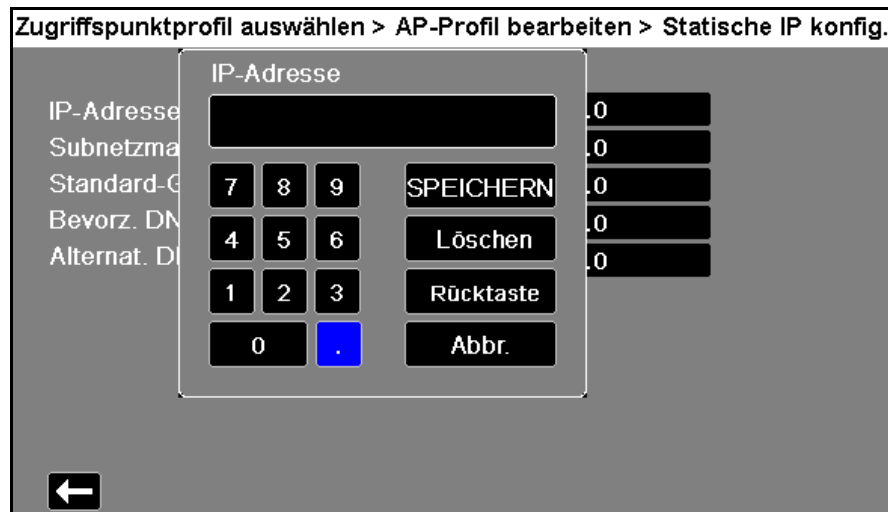 Zugriffspunktprofil auswählen > AP-Profil bearbeiten > Statische IP konfig.
IP-Adresse
IP-Adresse .0
Subnetzma .0
Standard-G .0
Bevorz. DN .0
Alternat. D .0
7 8 9 SPEICHERN
4 5 6 Löschen
1 2 3 Rücktaste
0 . Abbr.